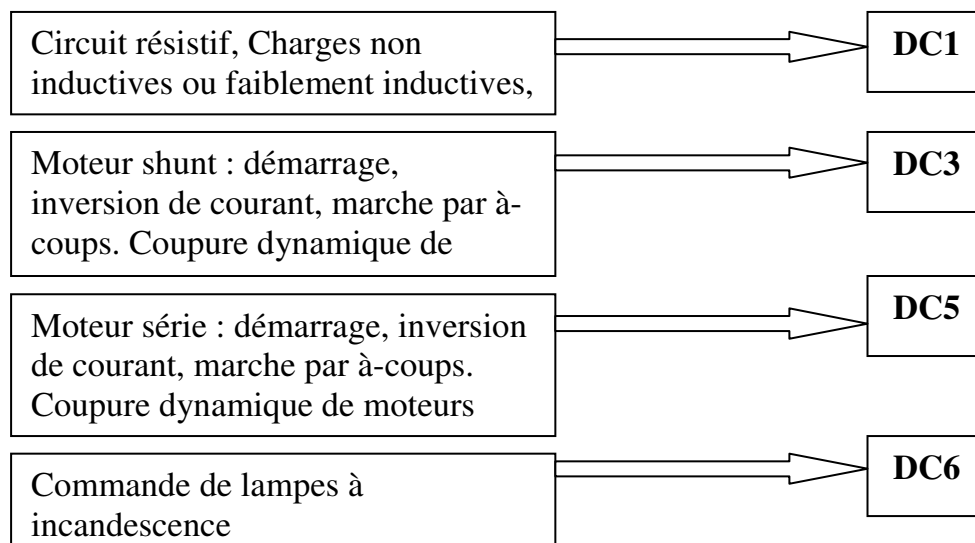 Circuit résistif, Charges non
inductives ou faiblement inductives,
DC1
Moteur shunt : démarrage,
inversion de courant, marche par à-
coups. Coupure dynamique de
DC3
Moteur série : démarrage, inversion
de courant, marche par à-coups.
Coupure dynamique de moteurs
DC5
Commande de lampes à
incandescence
DC6